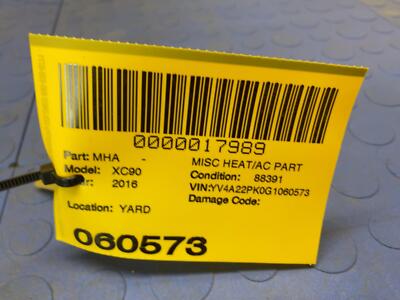 0000017989
Part: MHA -
MISC HEAT/AC PART
Model: XC90
Condition: 88391
ar: 2016
VIN:YV4A22PK0G1060573
Damage Code:
Location: YARD
060573